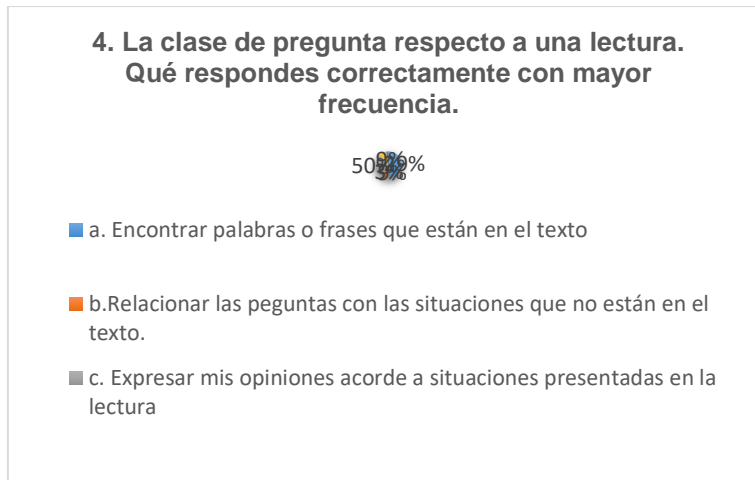 4. La clase de pregunta respecto a una lectura.
Qué respondes correctamente con mayor
frecuencia.
a. Encontrar palabras o frases que están en el texto
b.Relacionar las peguntas con las situaciones que no están en el
texto.
c. Expresar mis opiniones acorde a situaciones presentadas en la
lectura